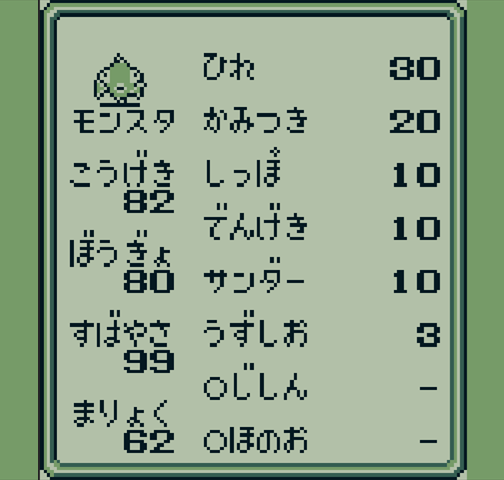 ひれ 30
モンスタ かみつき 20
こうげき しっぽ 10
82
でんげき 10
ぼうぎょ
80 サンダー 10
すばやさ うずしお 3
99
○じしん -
まりょく
62 ○ほのお -